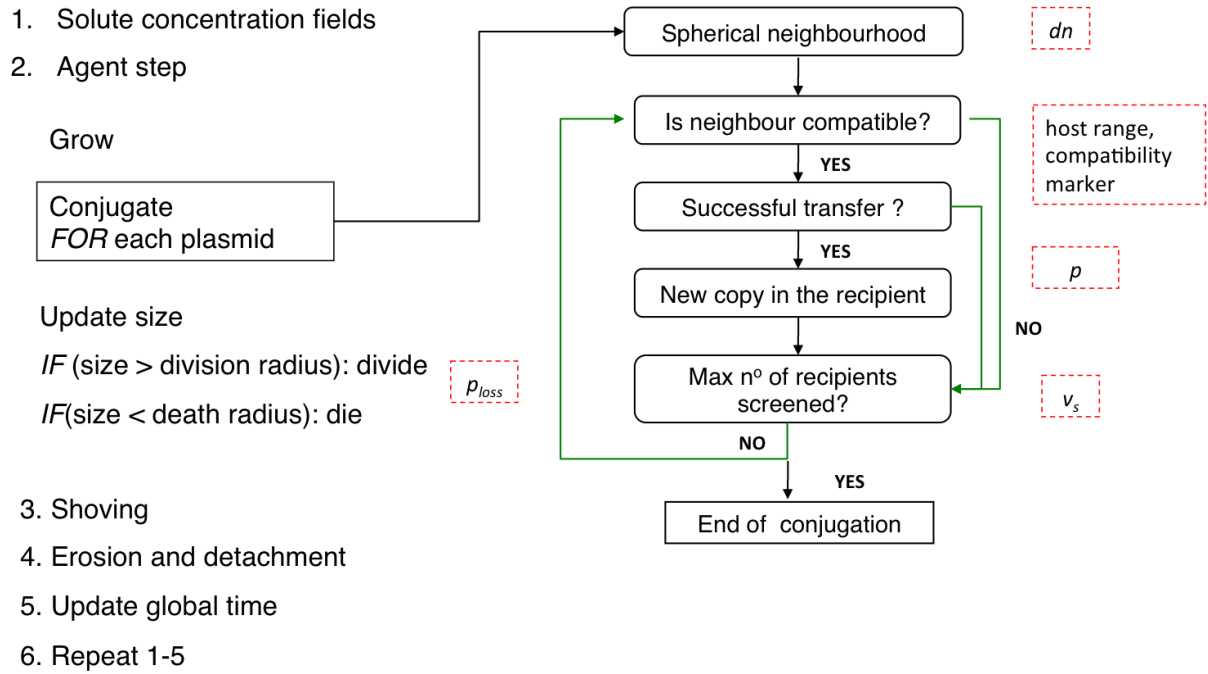 1. Solute concentration fields
2. Agent step
Grow
Conjugate
FOR each plasmid
Update size
IF (size > division radius): divide
IF(size < death radius): die
p_loss
3. Shoving
4. Erosion and detachment
5. Update global time
6. Repeat 1-5
Spherical neighbourhood
dn
Is neighbour compatible?
host range,
compatibility
marker
YES
Successful transfer ?
YES
p
New copy in the recipient
NO
Max nº of recipients
screened?
v_s
NO
YES
End of conjugation